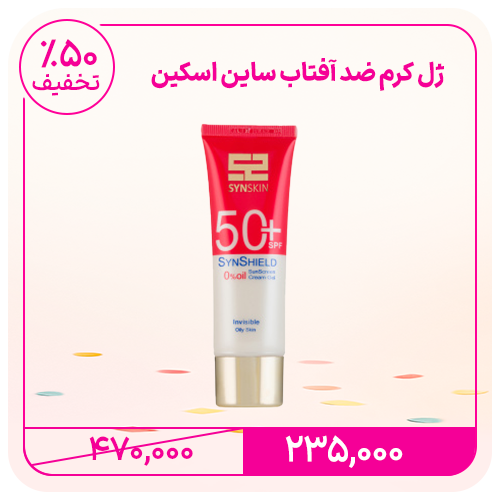 ٪۵۰
تخفیف
ژل کرم ضد آفتاب ساین اسکین
SYNSKIN
50+
SPF
SYNSHIELD
0%oil SunScreen
Cream Gel
Invisible
Oily Skin
۴۷۰,۰۰۰
۲۳۵,۰۰۰